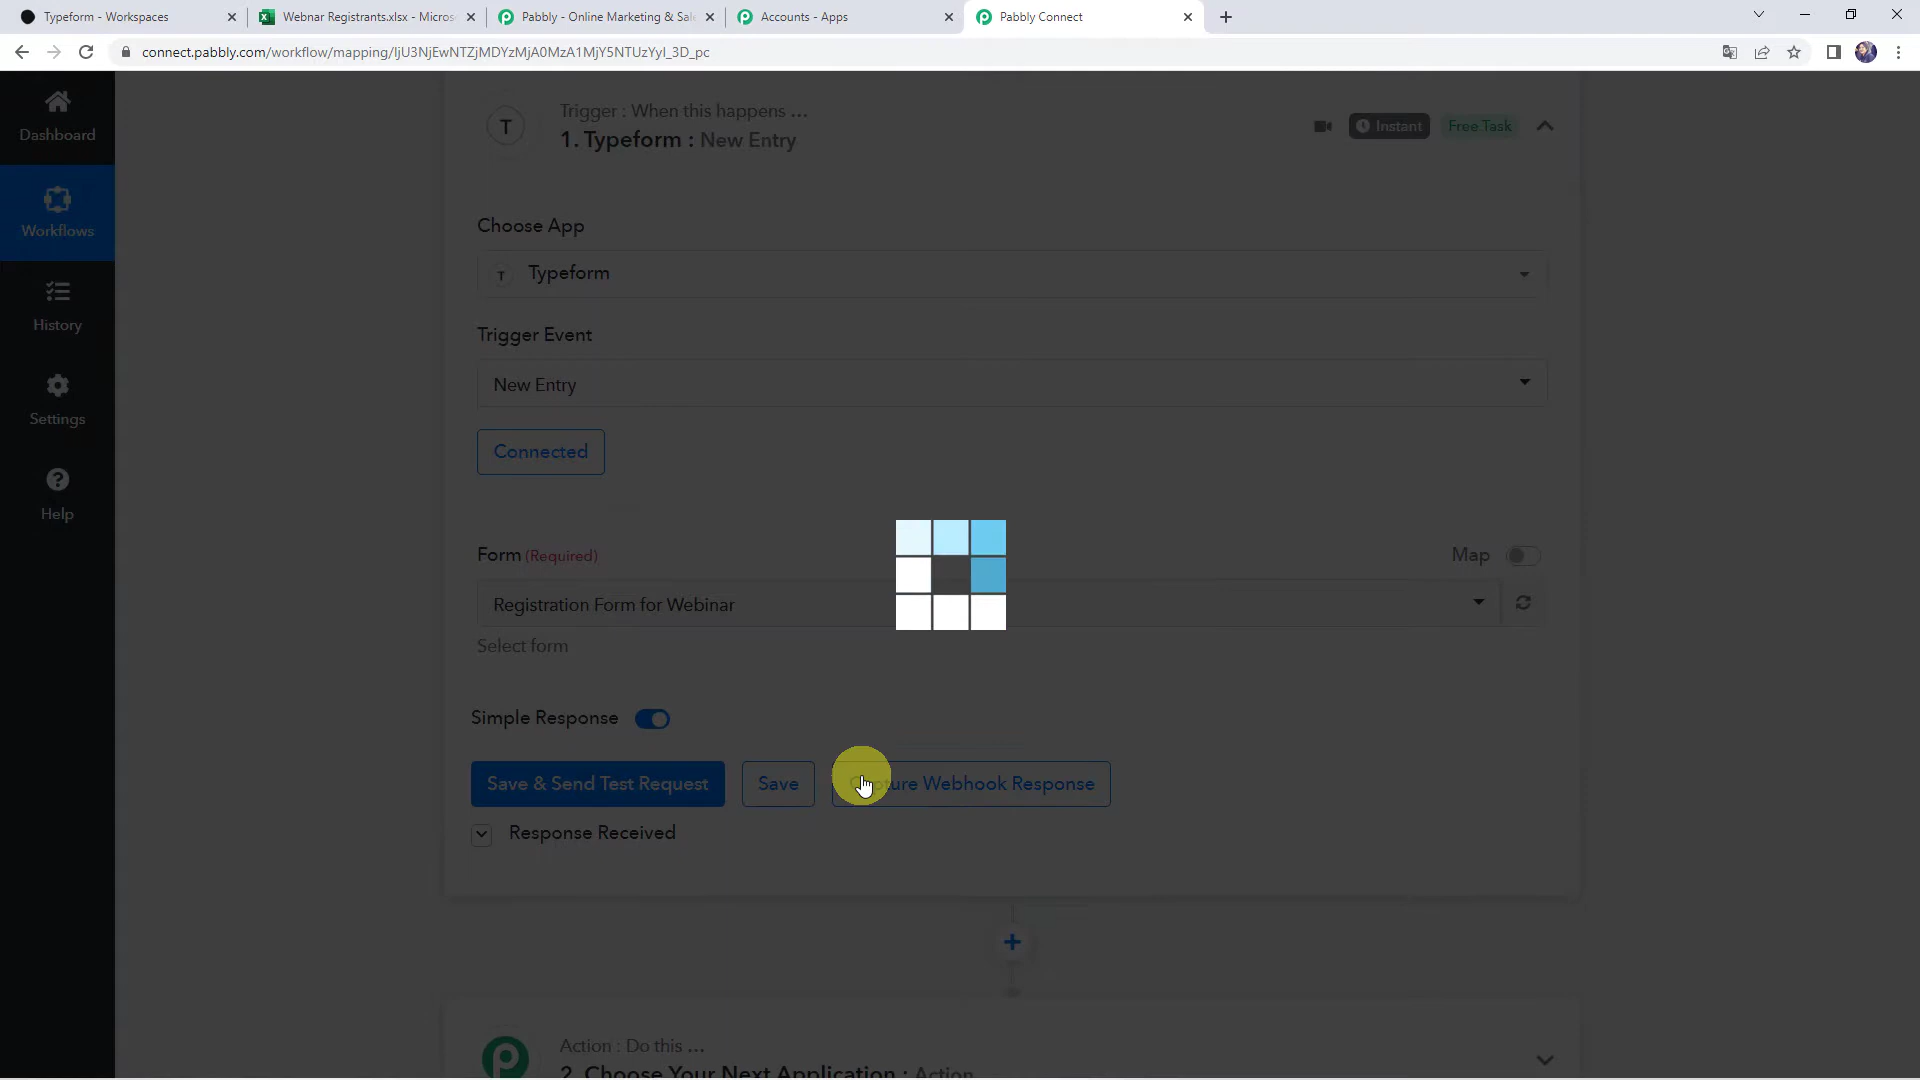 Typeform - Workspaces
Webnar Registrants.xlsx - Micros
Pabbly - Online Marketing & Sal
Accounts - Apps
Pabbly Connect
connect.pabbly.com/workflow/mapping/IjU3NjEwNTZjMDYzMjA0MzA1MjY5NTUzYyI_3D_pc
Dashboard
Workflows
History
Settings
Help
T
Trigger : When this happens ...
1. Typeform : New Entry
Instant
Free Task
Choose App
T Typeform
Trigger Event
New Entry
Connected
Form (Required)
Map
Registration Form for Webinar
Select form
Simple Response
Save & Send Test Request
Save
Capture Webhook Response
Response Received
Action : Do this ...
2. Choose Your Next Application : Action